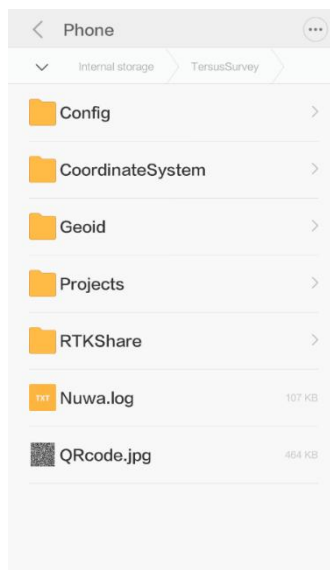 Phone
Internal storage TersusSurvey
Config
CoordinateSystem
Geoid
Projects
RTKShare
TXT Nuwa.log 107 KB
QRcode.jpg 464 KB